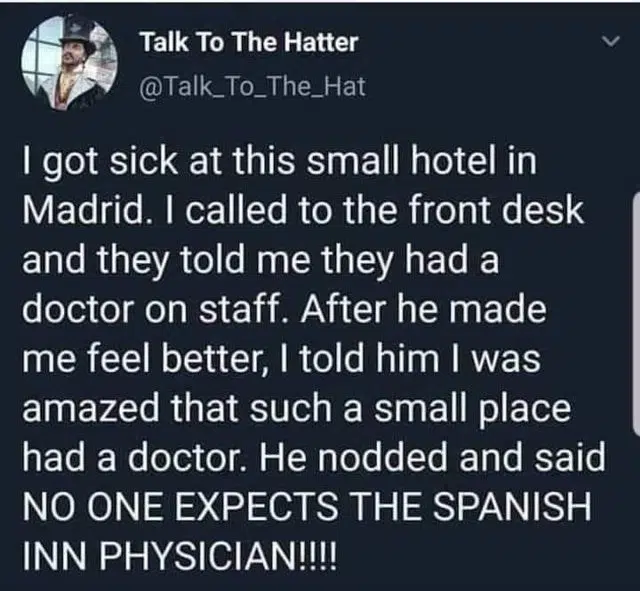 Talk To The Hatter
@Talk_To_The_Hat
I got sick at this small hotel in
Madrid. I called to the front desk
and they told me they had a
doctor on staff. After he made
me feel better, I told him I was
amazed that such a small place
had a doctor. He nodded and said
NO ONE EXPECTS THE SPANISH
INN PHYSICIAN!!!!